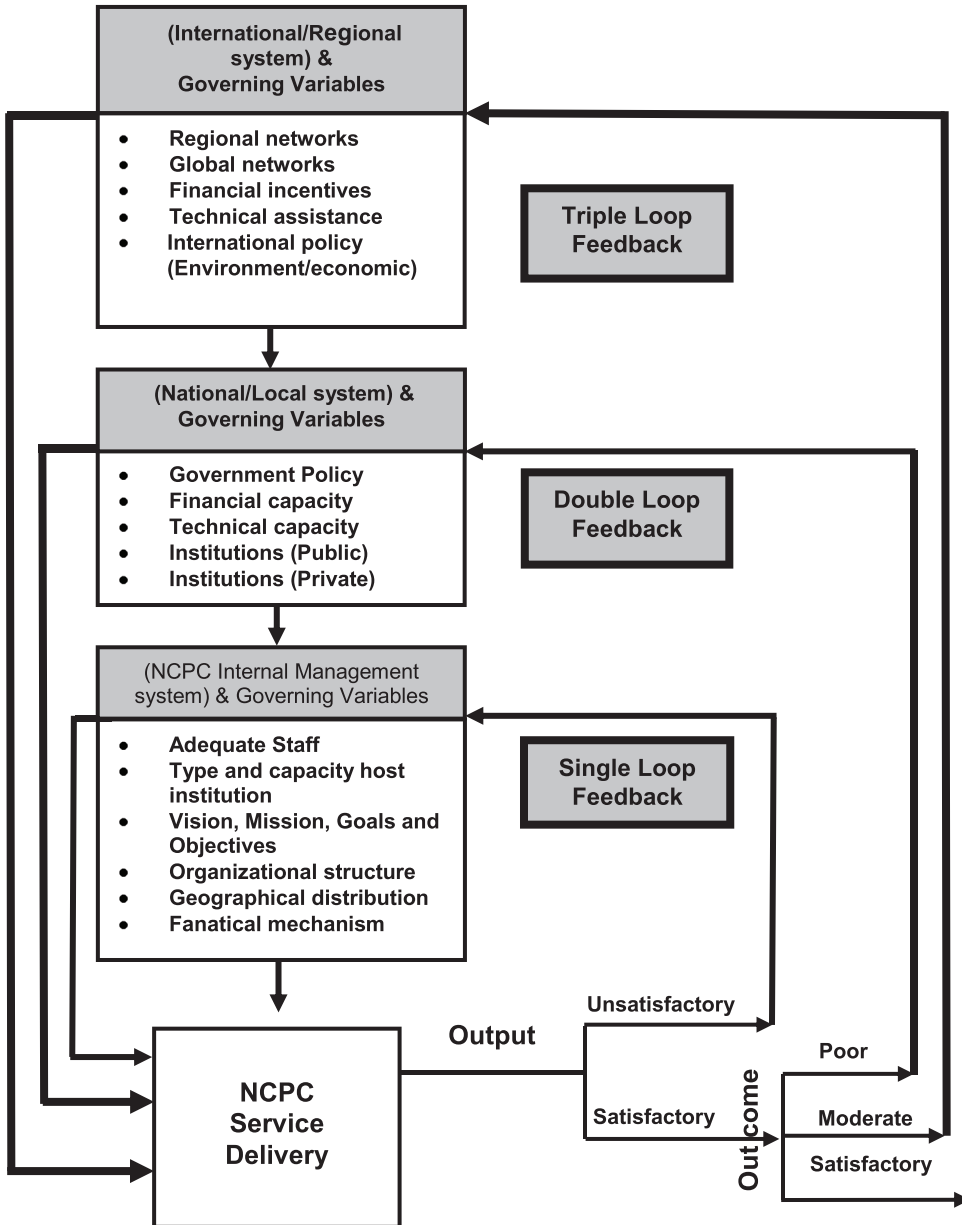 (International/Regional
system) &
Governing Variables
• Regional networks
• Global networks
• Financial incentives
• Technical assistance
• International policy
(Environment/economic)
Triple Loop
Feedback
(National/Local system) &
Governing Variables
• Government Policy
• Financial capacity
• Technical capacity
• Institutions (Public)
• Institutions (Private)
Double Loop
Feedback
(NCPC Internal Management
system) & Governing Variables
• Adequate Staff
• Type and capacity host
institution
• Vision, Mission, Goals and
Objectives
• Organizational structure
• Geographical distribution
• Fanatical mechanism
Single Loop
Feedback
NCPC
Service
Delivery
Output
Unsatisfactory
Satisfactory
Out come
Poor
Moderate
Satisfactory